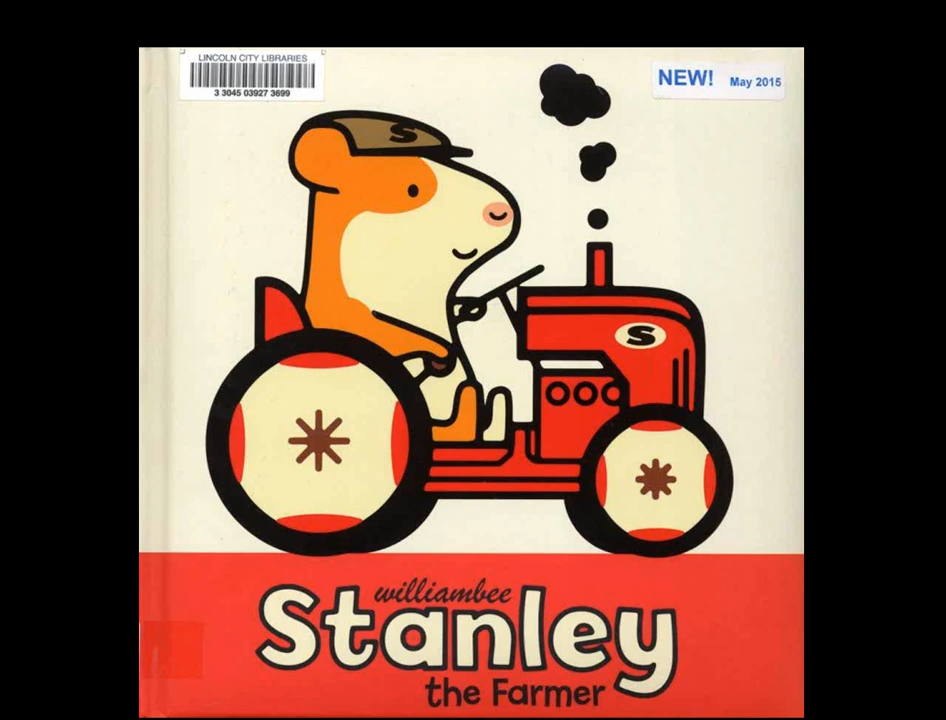 LINCOLN CITY LIBRARIES
3 3045 03927 3699
NEW! May 2015
S
S
williambee
Stanley
the Farmer